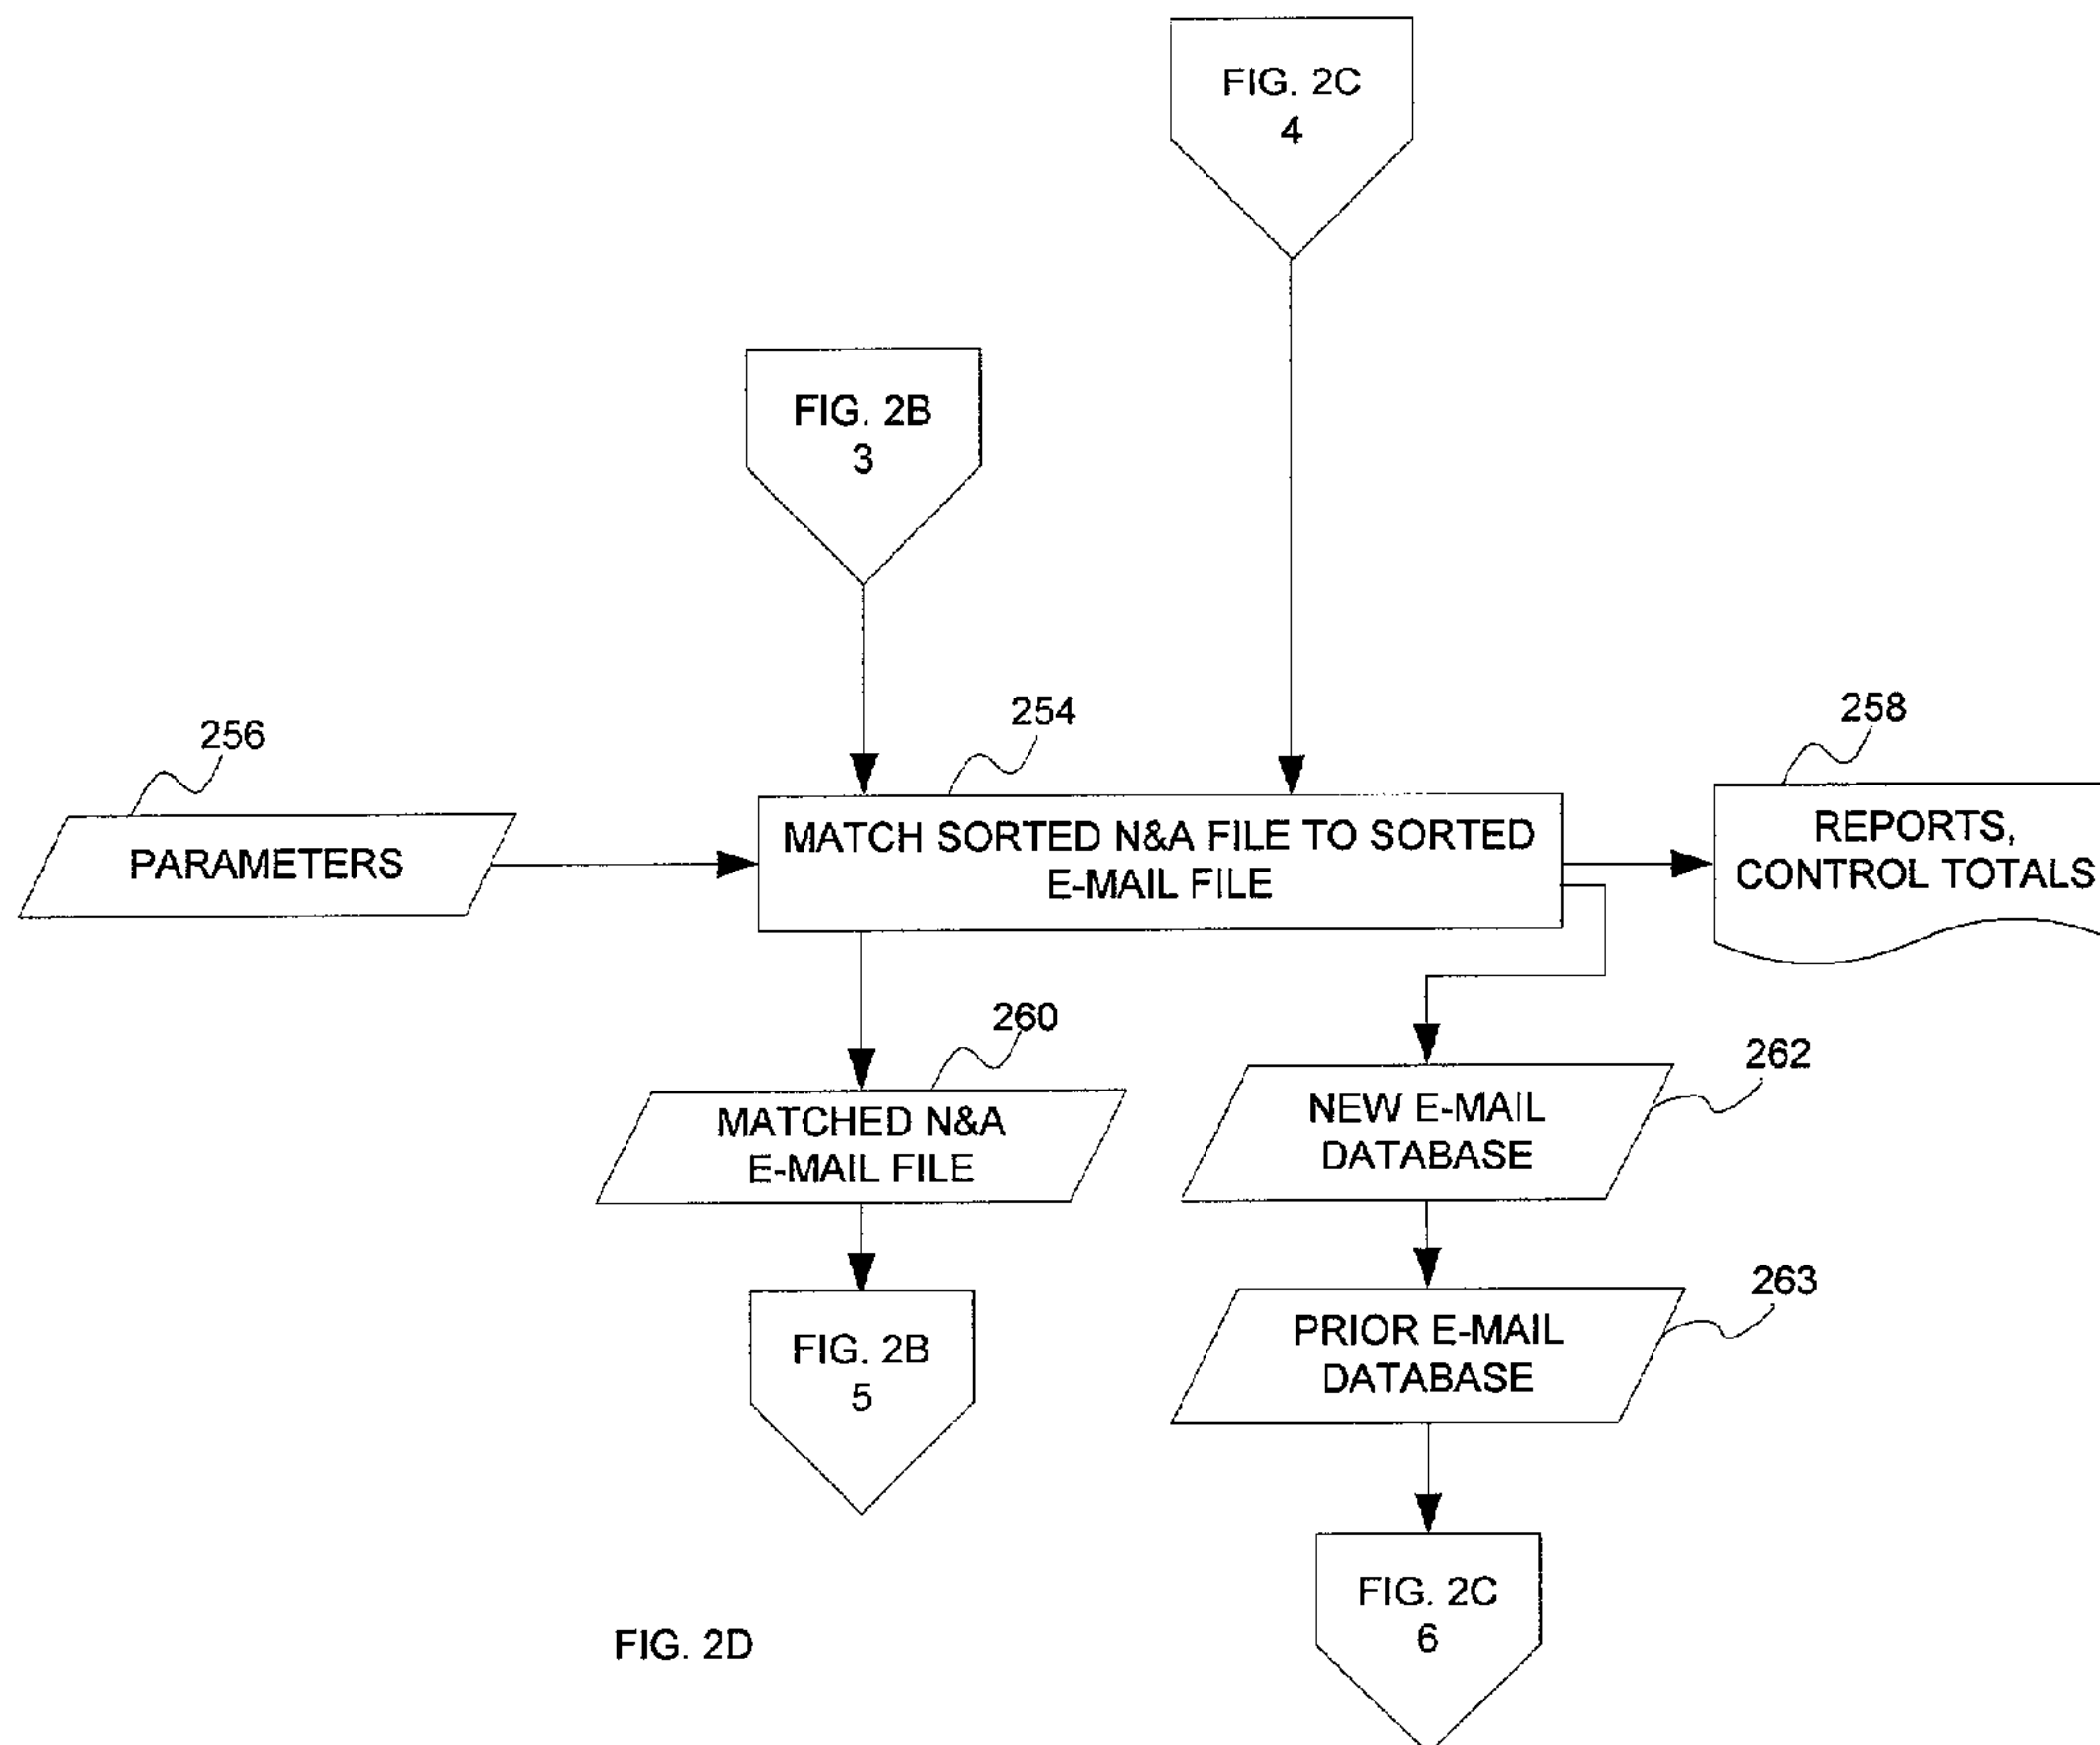 FIG. 2C
4
FIG. 2B
3
256
254
258
PARAMETERS
MATCH SORTED N&A FILE TO SORTED
E-MAIL FILE
REPORTS,
CONTROL TOTALS
260
262
MATCHED N&A
E-MAIL FILE
NEW E-MAIL
DATABASE
263
FIG. 2B
5
PRIOR E-MAIL
DATABASE
FIG. 2C
6
FIG. 2D